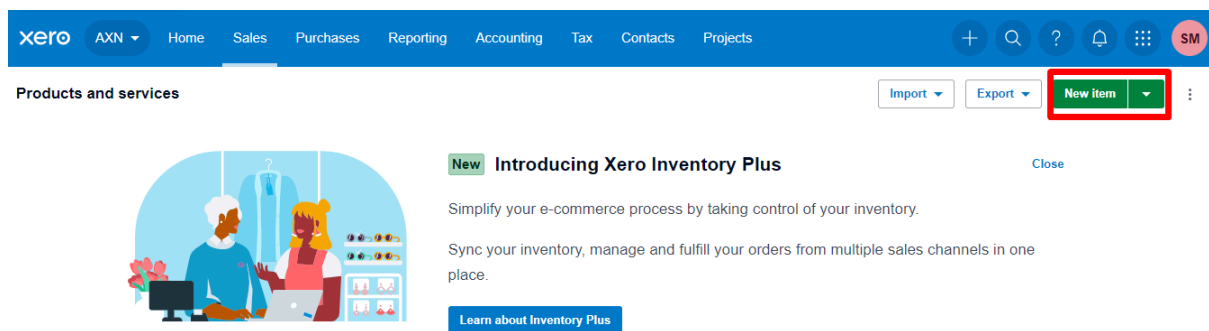 xero AXN Home Sales Purchases Reporting Accounting Tax Contacts Projects ? SM
Products and services Import Export New item
New Introducing Xero Inventory Plus Close
Simplify your e-commerce process by taking control of your inventory.
Sync your inventory, manage and fulfill your orders from multiple sales channels in one
place.
Learn about Inventory Plus